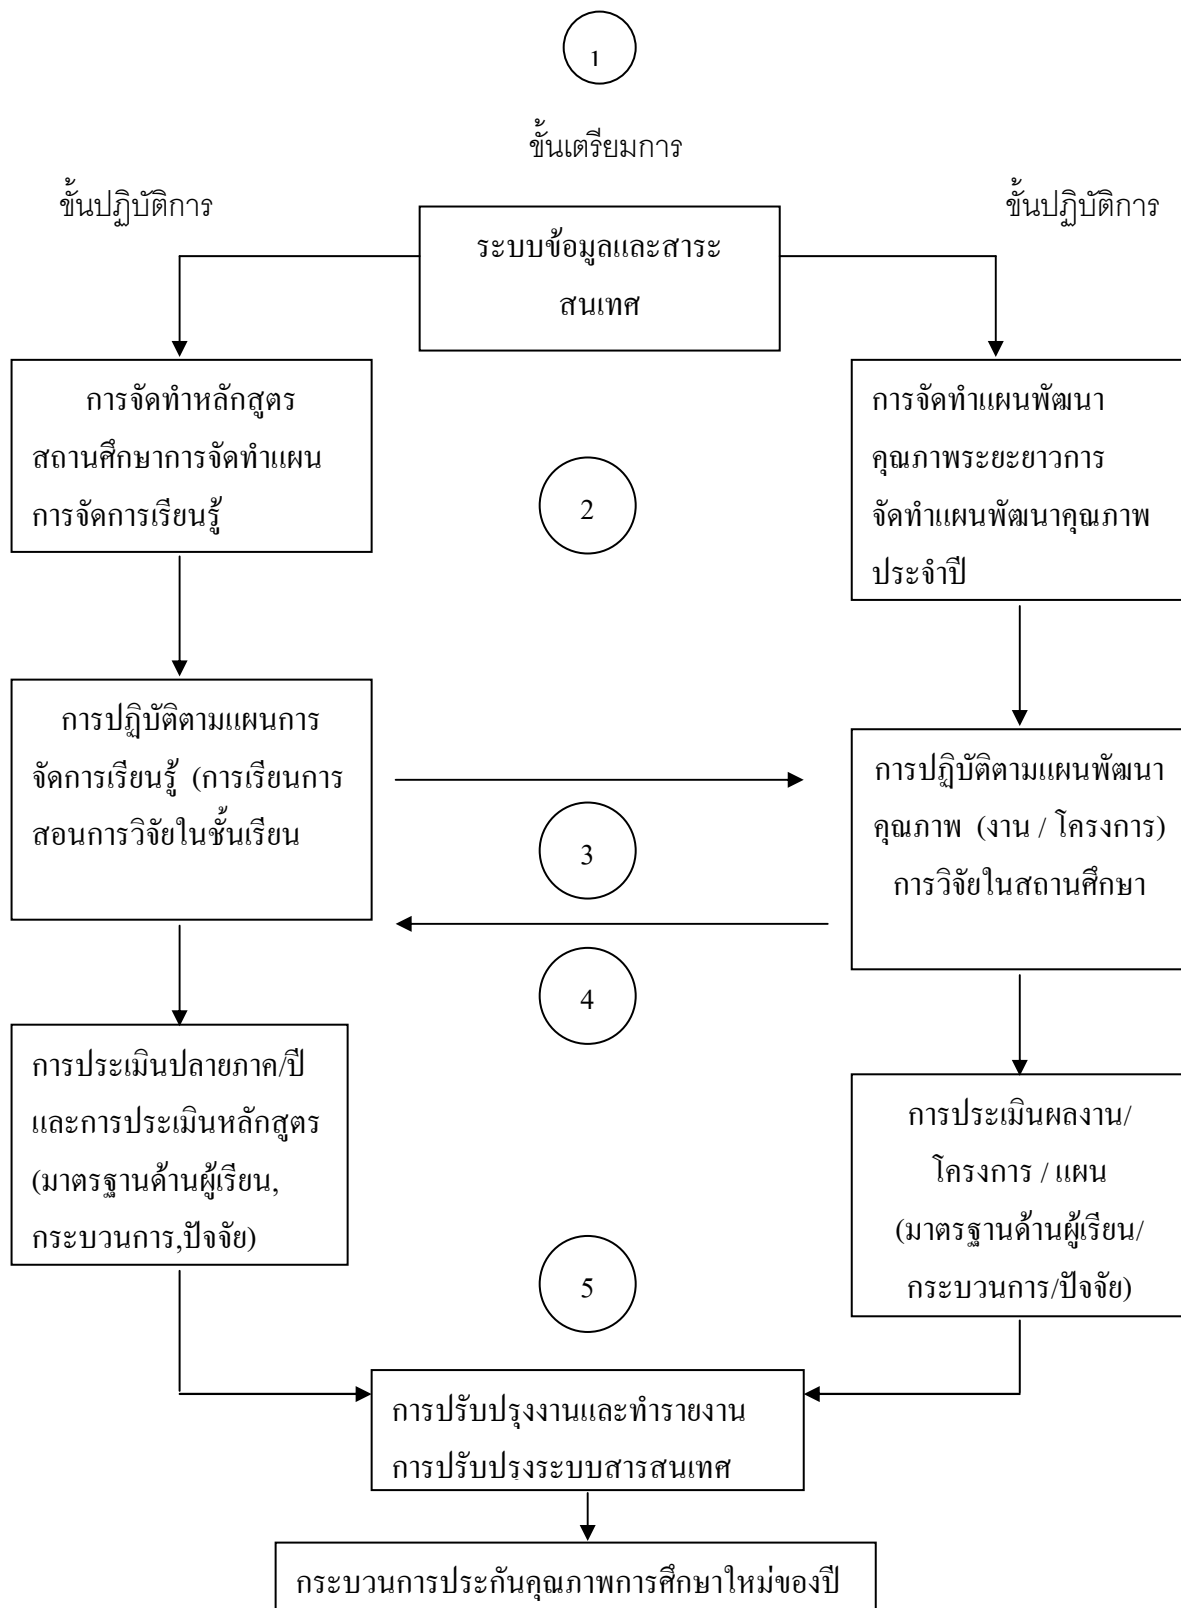 1
ขั้นเตรียมการ
ขั้นปฏิบัติการ
ขั้นปฏิบัติการ
ระบบข้อมูลและสาระ
สนเทศ
การจัดทำหลักสูตร
สถานศึกษาการจัดทำแผน
การจัดการเรียนรู้
การจัดทำแผนพัฒนา
คุณภาพระยะยาวการ
จัดทำแผนพัฒนาคุณภาพ
ประจำปี
2
การปฏิบัติตามแผนการ
จัดการเรียนรู้ (การเรียนการ
สอนการวิจัยในชั้นเรียน
การปฏิบัติตามแผนพัฒนา
คุณภาพ (งาน / โครงการ)
การวิจัยในสถานศึกษา
3
4
การประเมินปลายภาค/ปี
และการประเมินหลักสูตร
(มาตรฐานด้านผู้เรียน,
กระบวนการ,ปัจจัย)
การประเมินผลงาน/
โครงการ / แผน
(มาตรฐานด้านผู้เรียน/
กระบวนการ/ปัจจัย)
5
การปรับปรุงงานและทำรายงาน
การปรับปรุงระบบสารสนเทศ
กระบวนการประกันคุณภาพการศึกษาใหม่ของปี